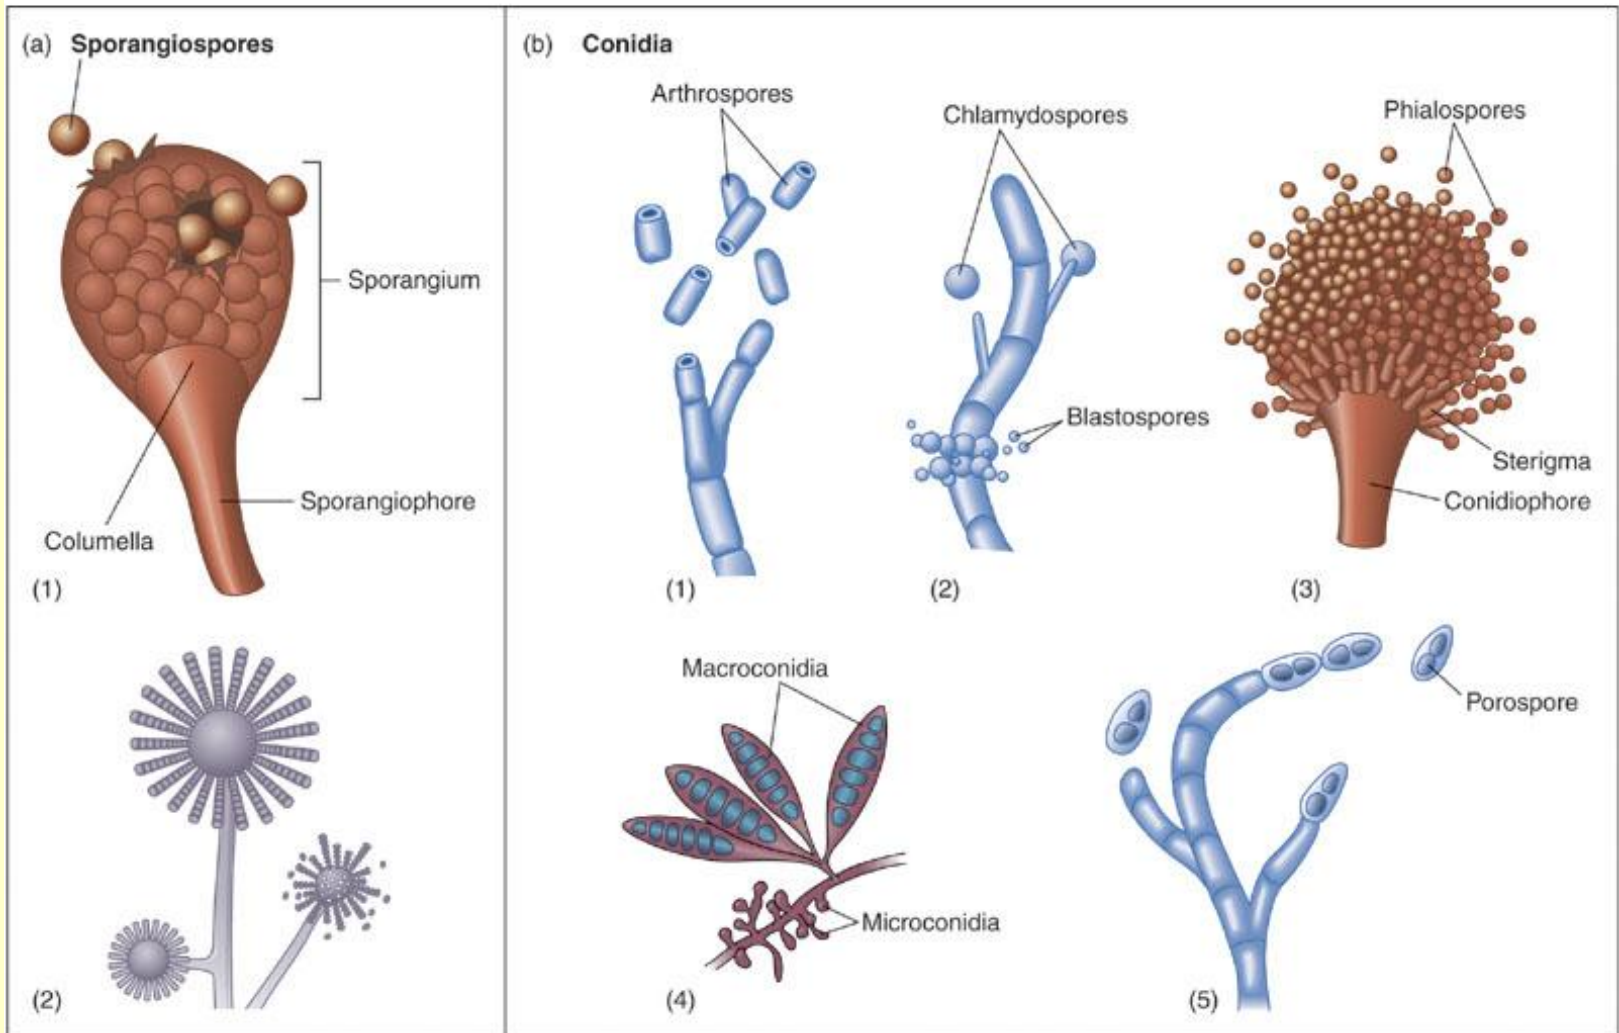 (a) Sporangiospores
Sporangium
Sporangiophore
Columella
(1)
(2)
(b) Conidia
Arthrospores
(1)
Chlamydospores
Blastospores
(2)
Phialospores
Sterigma
Conidiophore
(3)
Macroconidia
Microconidia
(4)
Porospore
(5)